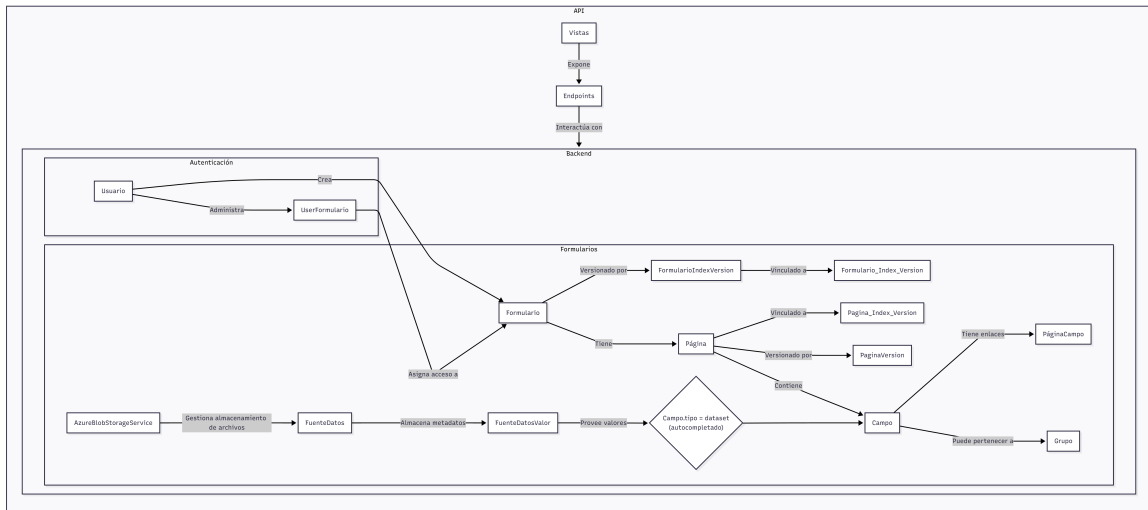 API
Vistas
Expone
Endpoints
Interactúa con
Backend
Autenticación
Usuario
Crea
Administra
UserFormulario
Formularios
Versionado por
FormularioIndexVersion
Vinculado a
Formulario_Index_Version
Formulario
Vinculado a
Pagina_Index_Version
Tiene
Página
Versionado por
PaginaVersion
Tiene enlaces
PáginaCampo
Asigna acceso a
Contiene
AzureBlobStorageService
Gestiona almacenamiento
de archivos
FuenteDatos
Almacena metadatos
FuenteDatosValor
Provee valores
Campo.tipo = dataset
(autocompletado)
Campo
Puede pertenecer a
Grupo